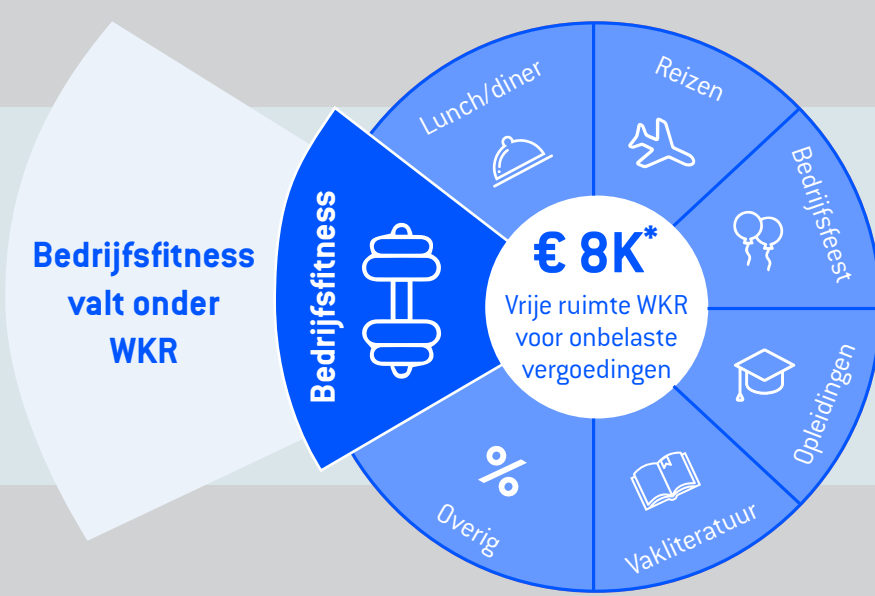 Bedrijfsfitness
valt onder
WKR
Bedrijfsfitness
Lunch/diner
Reizen
Bedrijfsfeest
Opleidingen
Vakliteratuur
Overig
€ 8K*
Vrije ruimte WKR
voor onbelaste
vergoedingen